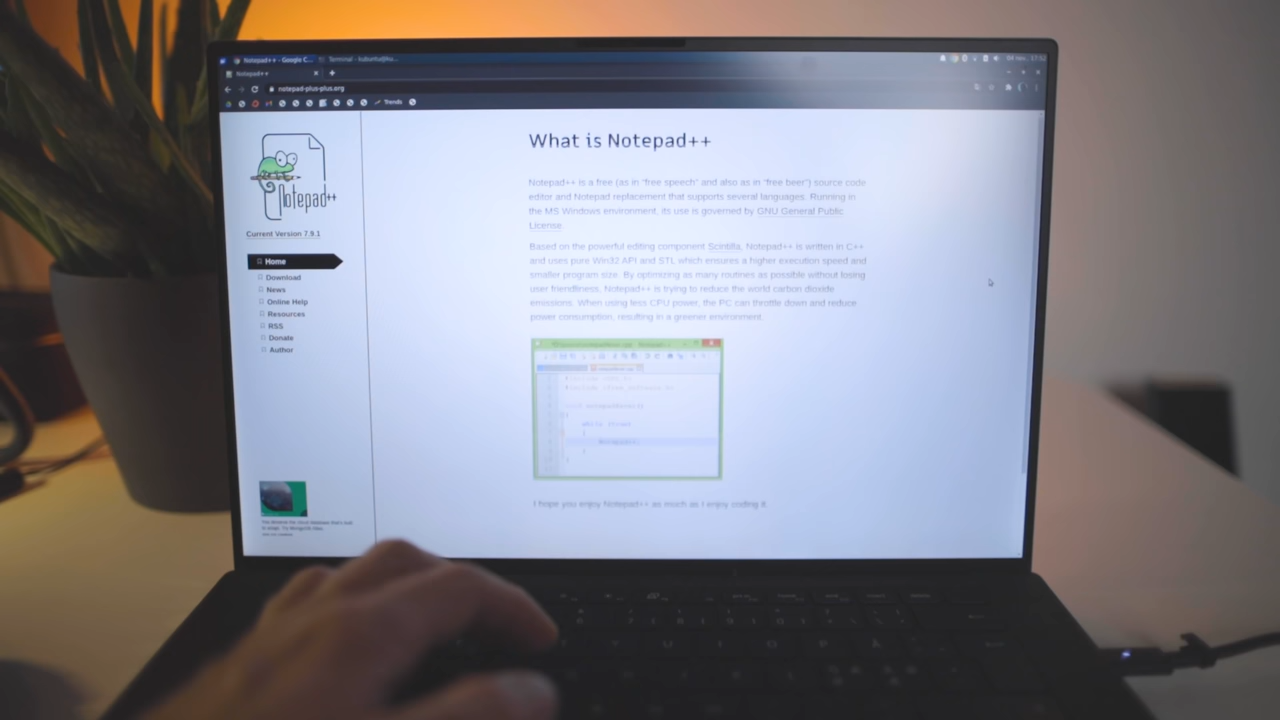 Notepad++ - Google C...
Terminal - kubuntu@ku...
Notepad++
notepad-plus-plus.org
Trends
Notepad++
Current Version 7.9.1
Home
Download
News
Online Help
Resources
RSS
Donate
Author
What is Notepad++
Notepad++ is a free (as in “free speech” and also as in “free beer”) source code
editor and Notepad replacement that supports several languages. Running in
the MS Windows environment, its use is governed by GNU General Public
License.
Based on the powerful editing component Scintilla, Notepad++ is written in C++
and uses pure Win32 API and STL which ensures a higher execution speed and
smaller program size. By optimizing as many routines as possible without losing
user friendliness, Notepad++ is trying to reduce the world carbon dioxide
emissions. When using less CPU power, the PC can throttle down and reduce
power consumption, resulting in a greener environment.
I hope you enjoy Notepad++ as much as I enjoy coding it